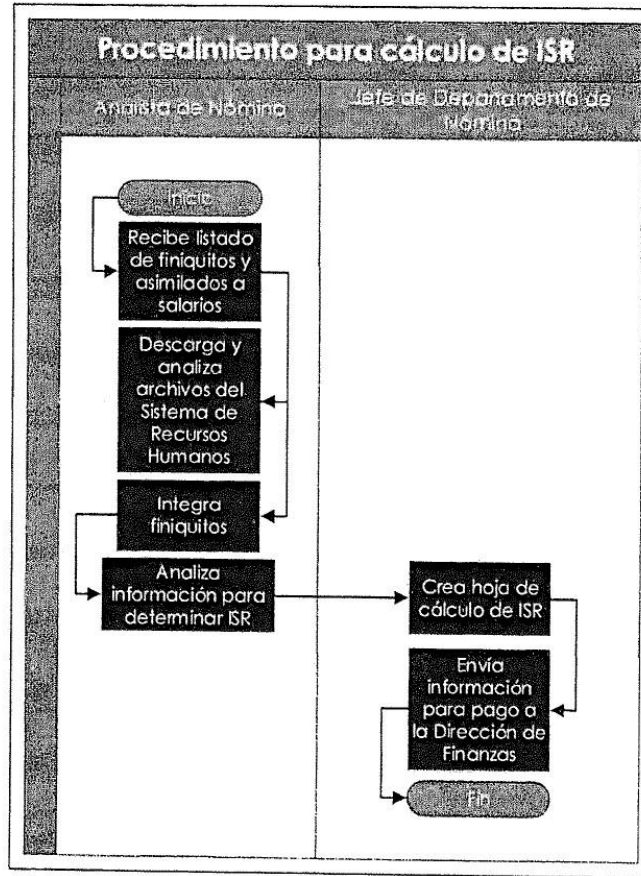 Procedimiento para cálculo de ISR
Analista de Nómina
Jefe de Departamento de
Nómina
Inicio
Recibe listado
de finiquitos y
asimilados a
salarios
Descarga y
analiza
archivos del
Sistema de
Recursos
Humanos
Integra
finiquitos
Analiza
información para
determinar ISR
Crea hoja de
cálculo de ISR
Envía
información
para pago a
la Dirección de
Finanzas
Fin